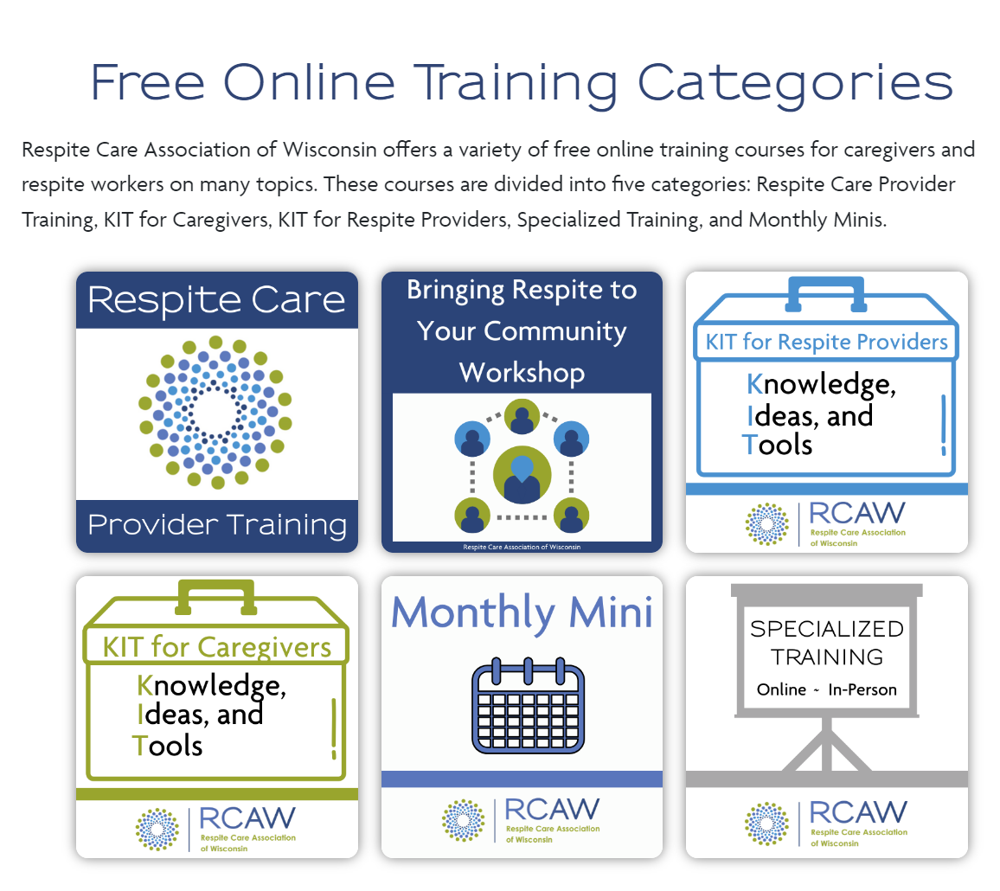 Free Online Training Categories
Respite Care Association of Wisconsin offers a variety of free online training courses for caregivers and
respite workers on many topics. These courses are divided into five categories: Respite Care Provider
Training, KIT for Caregivers, KIT for Respite Providers, Specialized Training, and Monthly Minis.
Respite Care
Provider Training
Bringing Respite to
Your Community
Workshop
Respite Care Association of Wisconsin
KIT for Respite Providers
Knowledge,
Ideas, and
Tools
RCAW
Respite Care Association
of Wisconsin
KIT for Caregivers
Knowledge,
Ideas, and
Tools
RCAW
Respite Care Association
of Wisconsin
Monthly Mini
RCAW
Respite Care Association
of Wisconsin
SPECIALIZED
TRAINING
Online ~ In-Person
RCAW
Respite Care Association
of Wisconsin